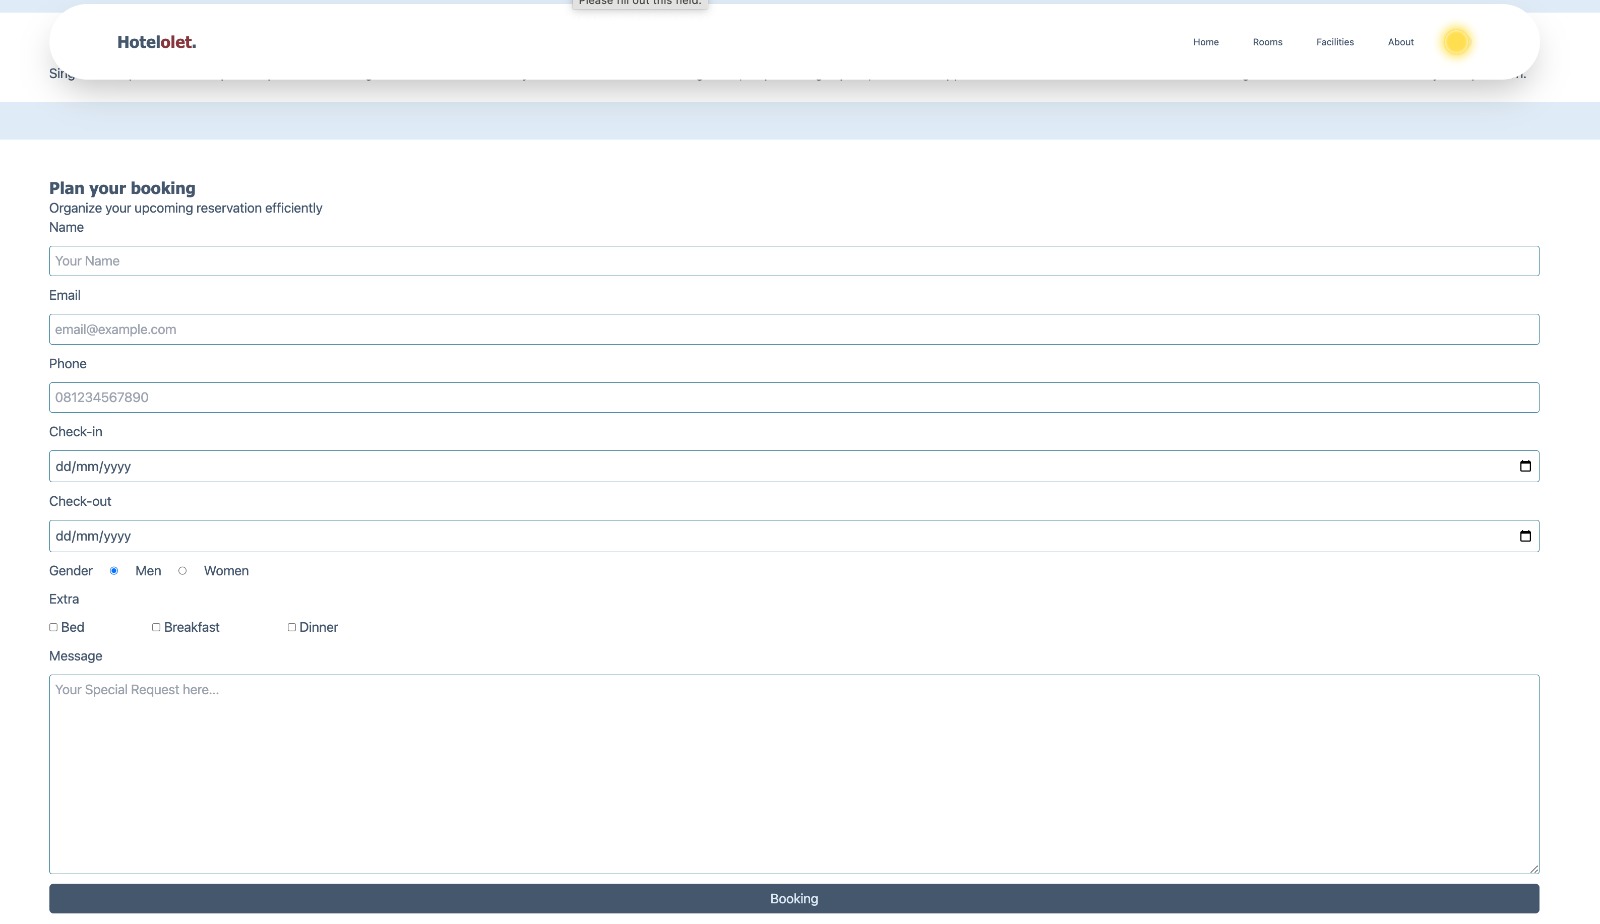 Please fill out this field.
Hotelolet.
Home
Rooms
Facilities
About
Plan your booking
Organize your upcoming reservation efficiently
Name
Your Name
Email
email@example.com
Phone
081234567890
Check-in
dd/mm/yyyy
Check-out
dd/mm/yyyy
Gender Men Women
Extra
Bed Breakfast Dinner
Message
Your Special Request here...
Booking